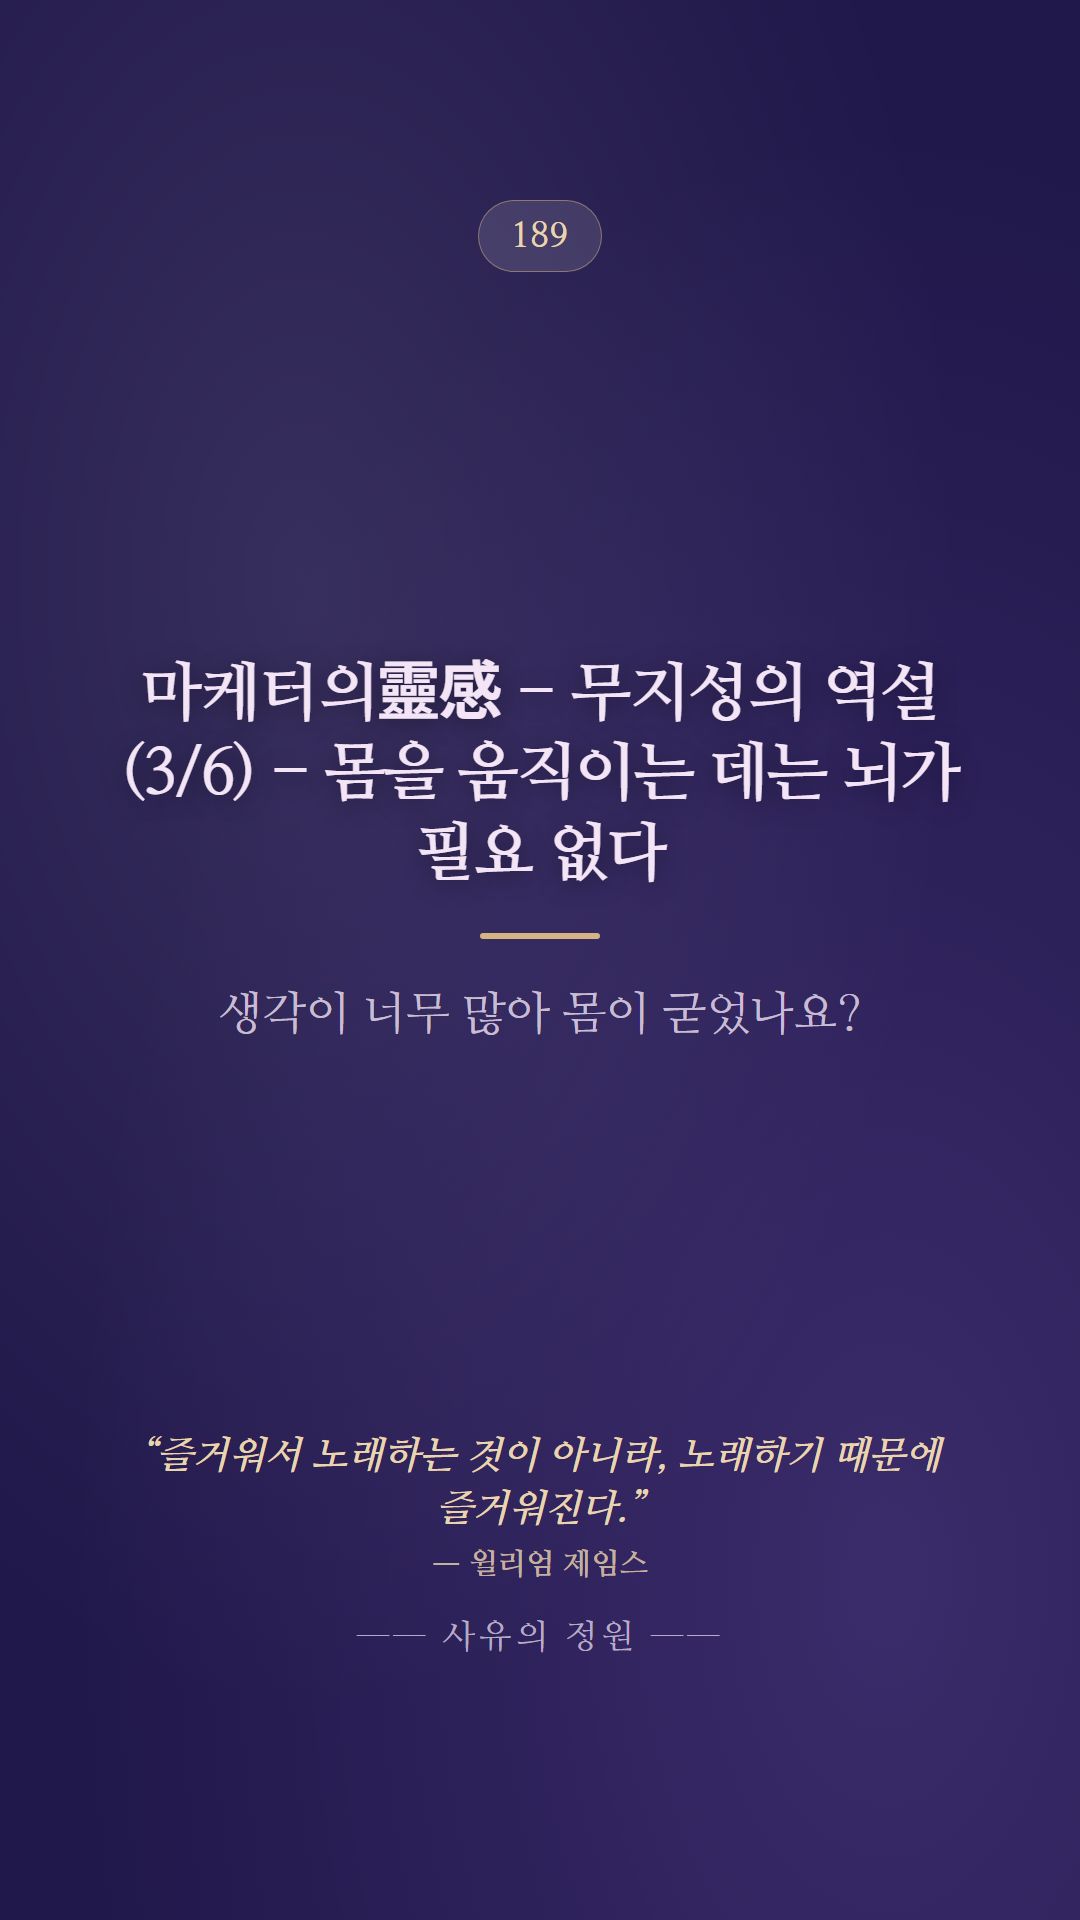 189
마케터의靈感 – 무지성의 역설
(3/6) – 몸을 움직이는 데는 뇌가
필요 없다
생각이 너무 많아 몸이 굳었나요?
“즐거워서 노래하는 것이 아니라, 노래하기 때문에
즐거워진다.”
— 윌리엄 제임스
—— 사유의 정원 ——